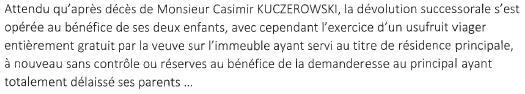 Attendu qu'après décès de Monsieur Casimir KUCZEROWSKI, la dévolution successorale s'est
opérée au bénéfice de ses deux enfants, avec cependant l'exercice d'un usufruit viager
entièrement gratuit par la veuve sur l'immeuble ayant servi au titre de résidence principale,
à nouveau sans contrôle ou réserves au bénéfice de la demanderesse au principal ayant
totalement délaissé ses parents ...